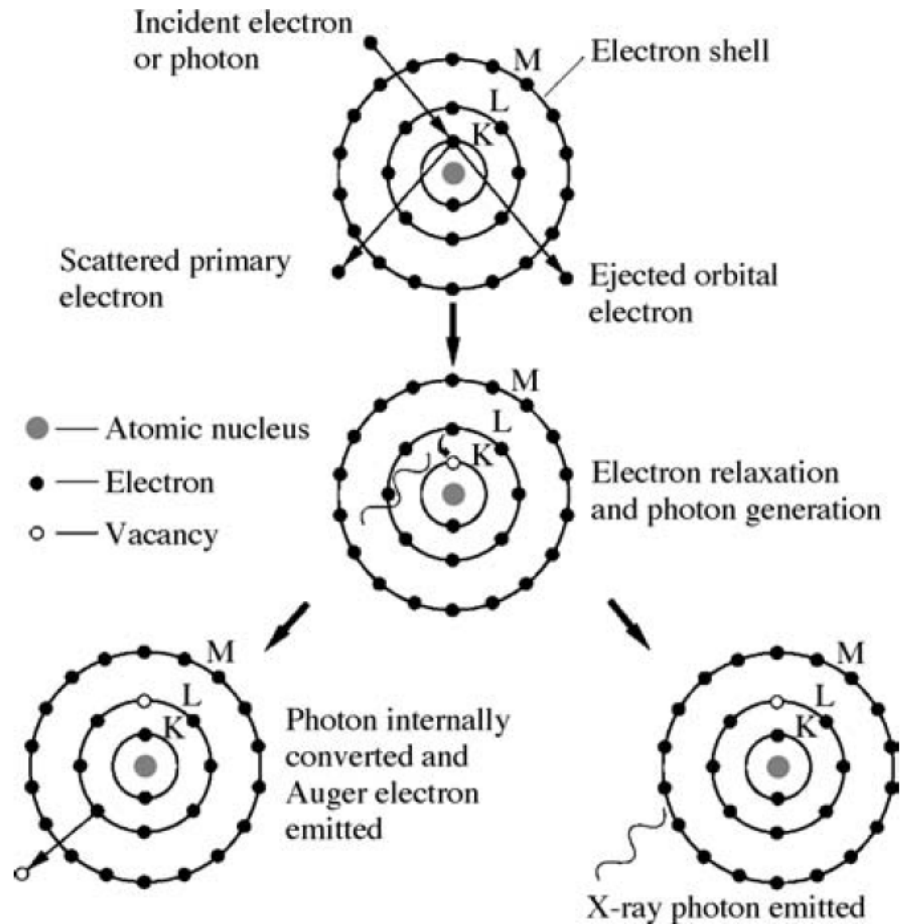 Incident electron
or photon
M
Electron shell
L
K
Scattered primary
electron
Ejected orbital
electron
M
L
K
Atomic nucleus
Electron
Vacancy
Electron relaxation
and photon generation
M
L
K
Photon internally
converted and
Auger electron
emitted
M
L
K
X-ray photon emitted